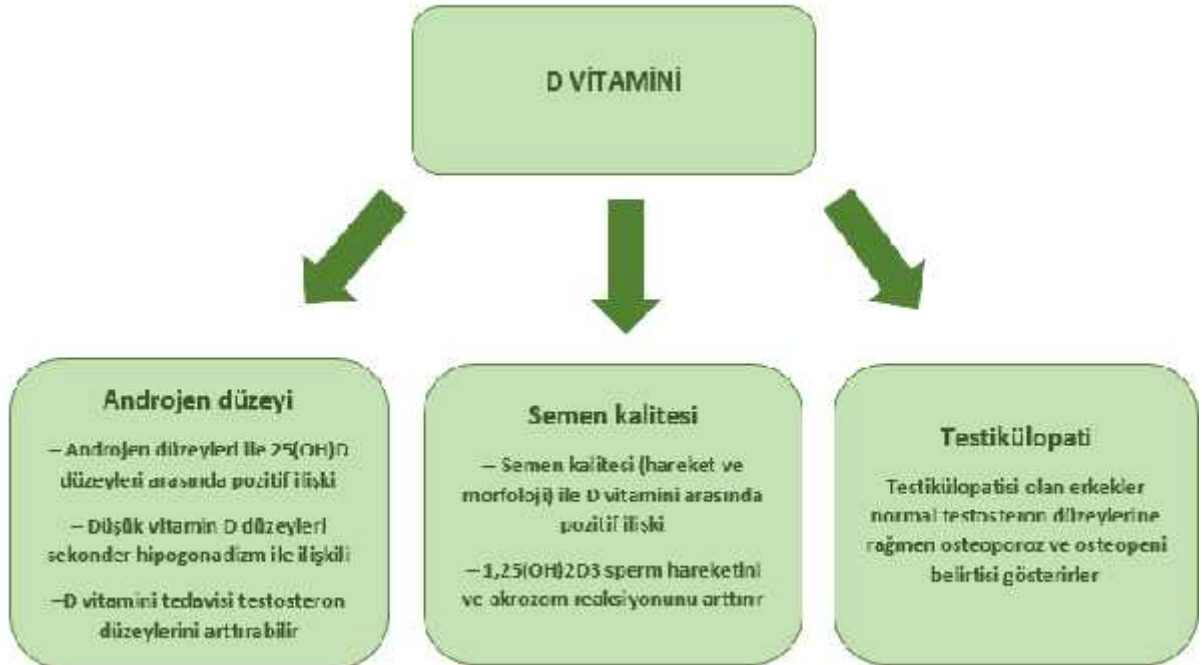 D VİTAMİNİ
Androjen düzeyi
– Androjen düzeyleri ile 25(OH)D
düzeyleri arasında pozitif ilişki
– Düşük vitamin D düzeyleri
sekonder hipogonadizm ile ilişkili
–D vitamini tedavisi testosteron
düzeylerini arttırabilir
Semen kalitesi
– Semen kalitesi (hareket ve
morfoloji) ile D vitamini arasında
pozitif ilişki
–1,25(OH)2D3 sperm hareketini
ve akrozom reaksiyonunu arttırır
Testikülopati
Testikülopatisi olan erkekler
normal testosteron düzeylerine
rağmen osteoporoz ve osteopeni
belirtisi gösterirler